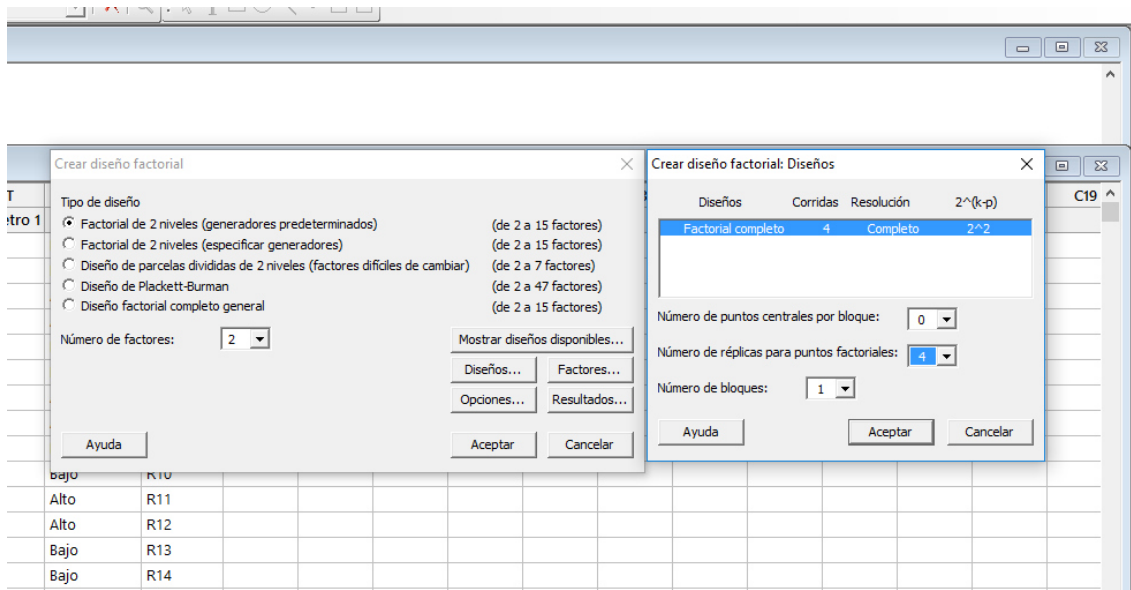 Crear diseño factorial
Tipo de diseño
Factorial de 2 niveles (generadores predeterminados) (de 2 a 15 factores)
Factorial de 2 niveles (especificar generadores) (de 2 a 15 factores)
Diseño de parcelas divididas de 2 niveles (factores difíciles de cambiar) (de 2 a 7 factores)
Diseño de Plackett-Burman (de 2 a 47 factores)
Diseño factorial completo general (de 2 a 15 factores)
Número de factores: 2
Mostrar diseños disponibles...
Diseños... Factores...
Opciones... Resultados...
Ayuda Aceptar Cancelar
Crear diseño factorial: Diseños
Diseños Corridas Resolución 2^(k-p)
Factorial completo 4 Completo 2^2
Número de puntos centrales por bloque: 0
Número de réplicas para puntos factoriales: 4
Número de bloques: 1
Ayuda Aceptar Cancelar
T C19
etro 1
Bajo R10
Alto R11
Alto R12
Bajo R13
Bajo R14